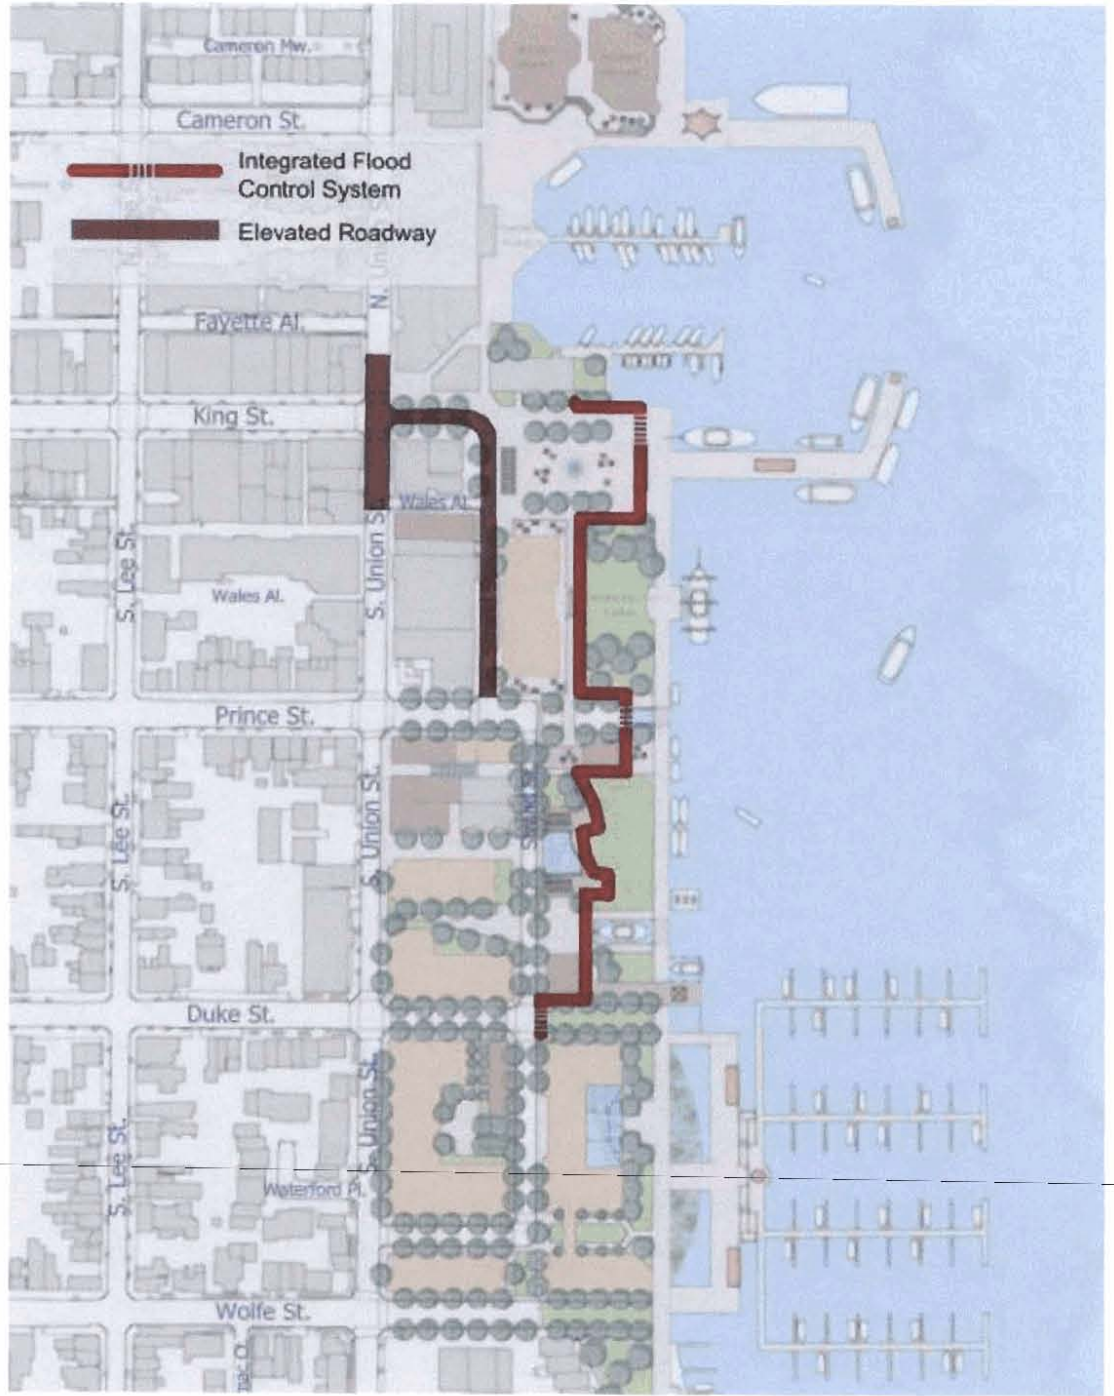 Cameron Mw.
Cameron St.
Integrated Flood
Control System
Elevated Roadway
Fayette Al.
King St.
Wales Al.
S. Union St.
S. Lee St.
Wales Al.
Prince St.
S. Union St.
S. Lee St.
Strand St.
Duke St.
S. Union St.
S. Lee St.
Waterford Pl.
Wolfe St.